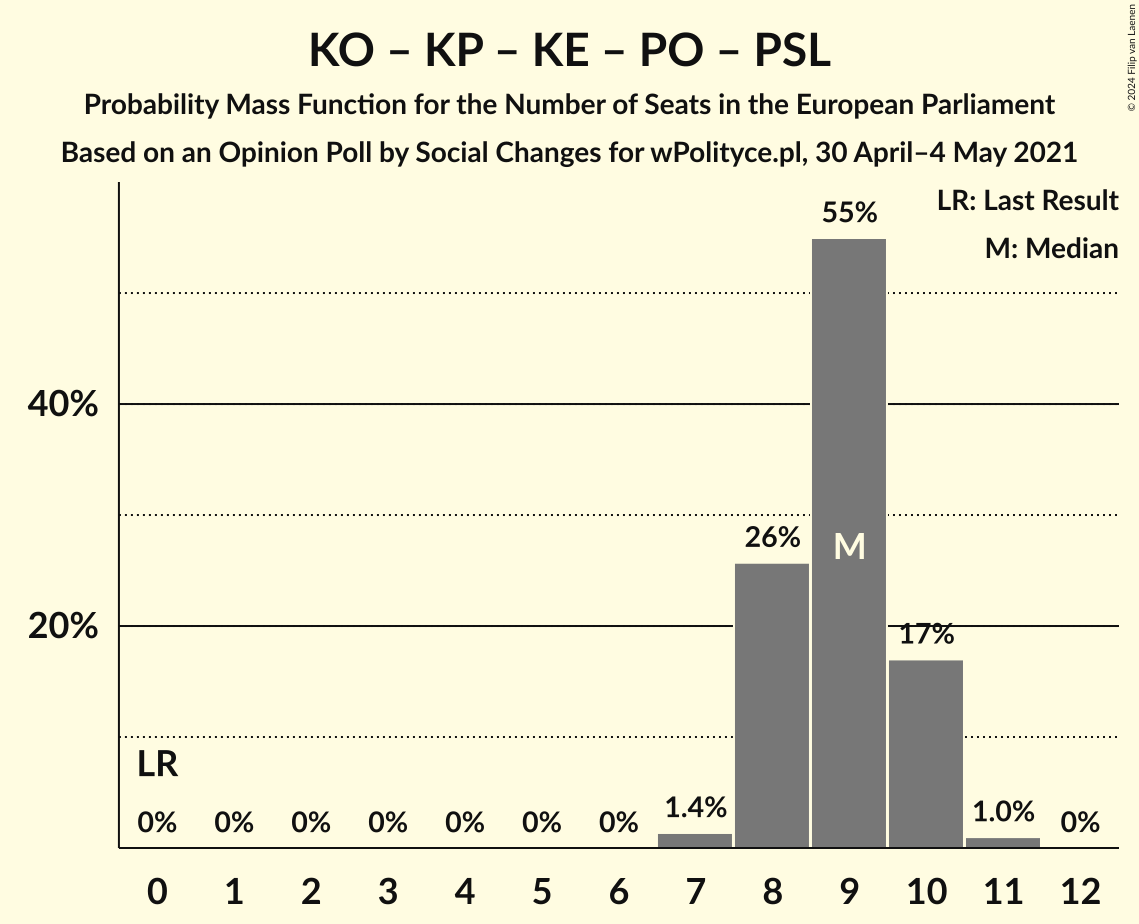 KO – KP – KE – PO – PSL
Probability Mass Function for the Number of Seats in the European Parliament
Based on an Opinion Poll by Social Changes for wPolityce.pl, 30 April–4 May 2021
© 2024 Filip van Laenen
LR: Last Result
M: Median
55%
40%
26%
M
20%
17%
LR
0% 0% 0% 0% 0% 0% 0% 1.4% 1.0% 0%
0 1 2 3 4 5 6 7 8 9 10 11 12